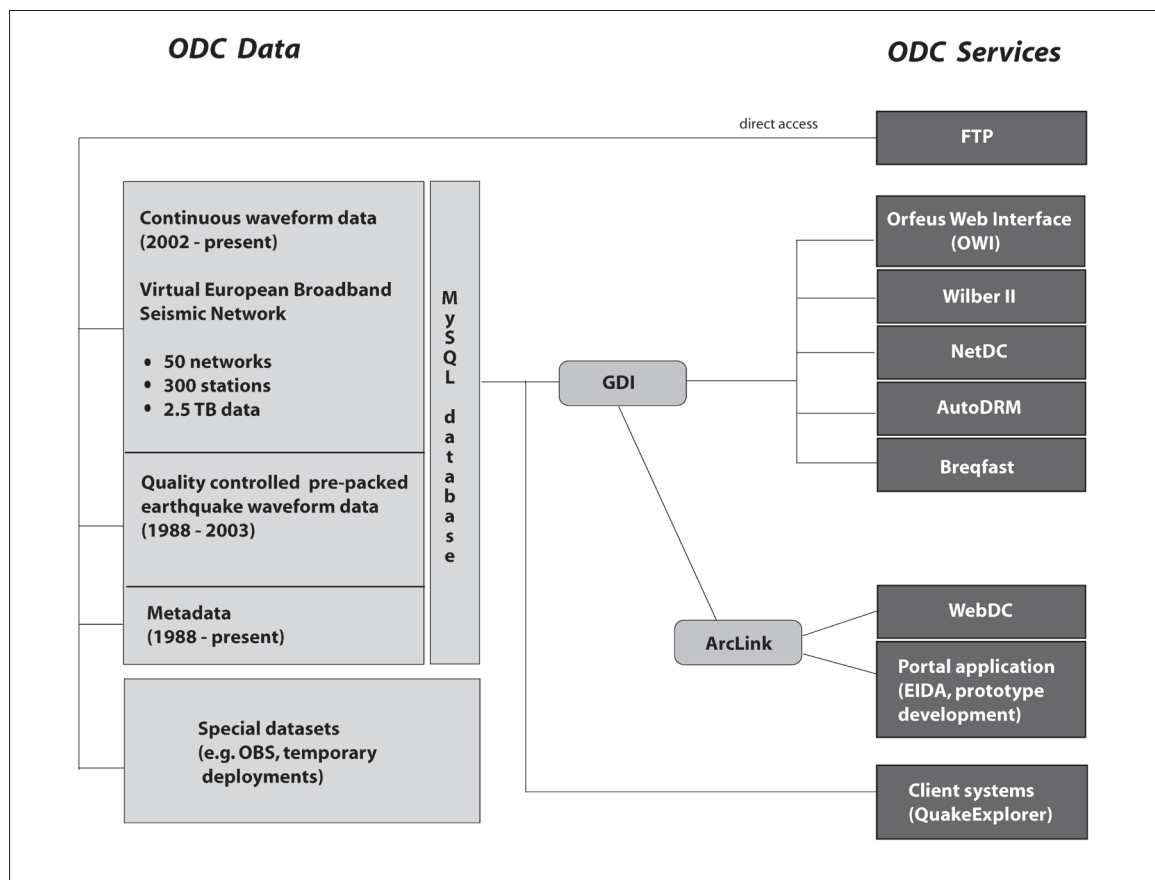 ODC Data
ODC Services
direct access
FTP
Continuous waveform data
(2002 - present)
Virtual European Broadband
Seismic Network
• 50 networks
• 300 stations
• 2.5 TB data
Quality controlled pre-packed
earthquake waveform data
(1988 - 2003)
Metadata
(1988 - present)
MySQL database
Special datasets
(e.g. OBS, temporary
deployments)
GDI
ArcLink
Orfeus Web Interface
(OWI)
Wilber II
NetDC
AutoDRM
Breqfast
WebDC
Portal application
(EIDA, prototype
development)
Client systems
(QuakeExplorer)